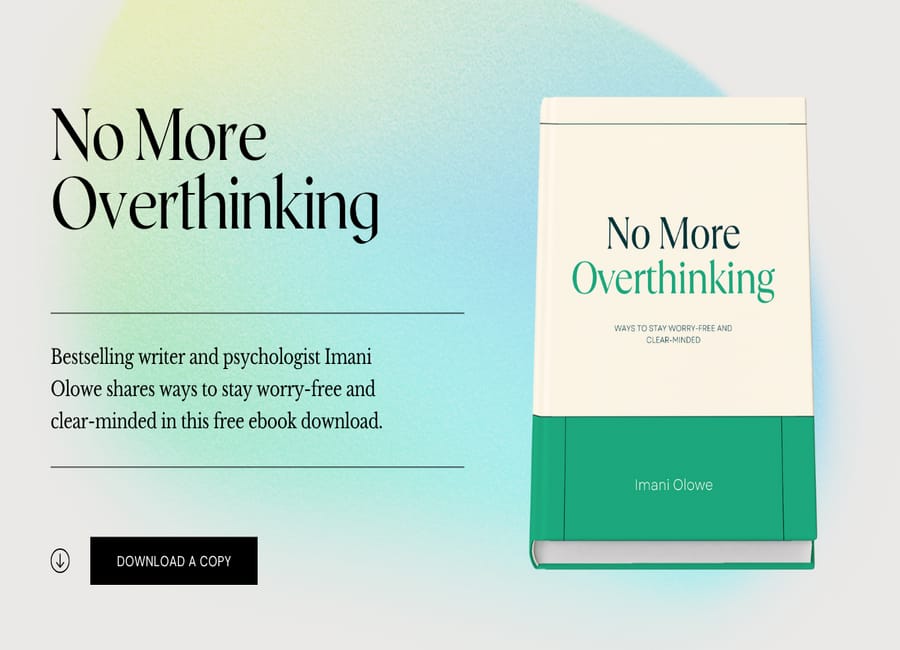 No More
Overthinking
Bestselling writer and psychologist Imani
Olowe shares ways to stay worry-free and
clear-minded in this free ebook download.
DOWNLOAD A COPY
No More
Overthinking
WAYS TO STAY WORRY-FREE AND
CLEAR-MINDED
Imani Olowe